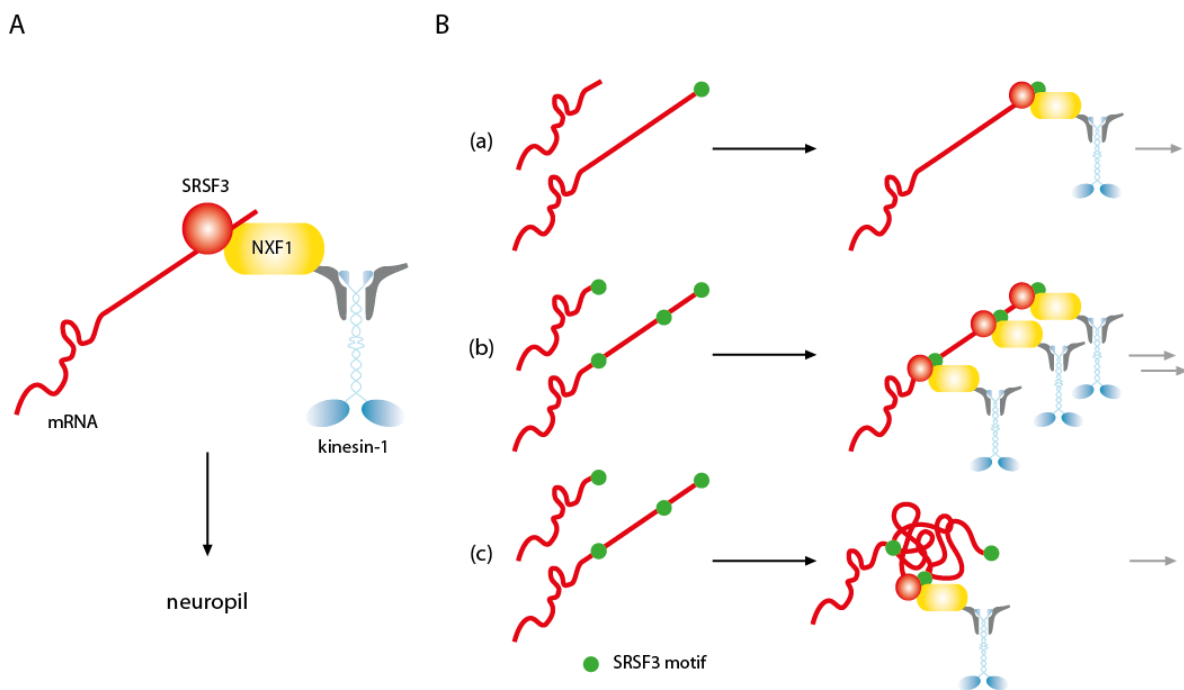 A
SRSF3
NXF1
mRNA
kinesin-1
neuropil
B
(a)
(b)
(c)
SRSF3 motif